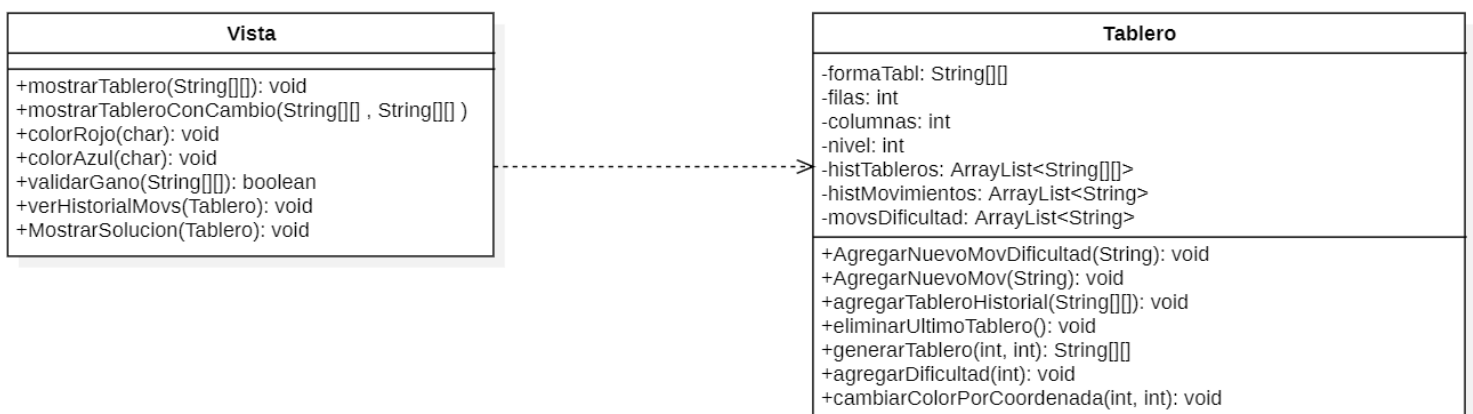 Vista
+mostrarTablero(String[][]): void
+mostrarTableroConCambio(String[][] , String[][] )
+colorRojo(char): void
+colorAzul(char): void
+validarGano(String[][]): boolean
+verHistorialMovs(Tablero): void
+MostrarSolucion(Tablero): void
Tablero
-formaTabl: String[][]
-filas: int
-columnas: int
-nivel: int
-histTableros: ArrayList<String[][]>
-histMovimientos: ArrayList<String>
-movsDificultad: ArrayList<String>
+AgregarNuevoMovDificultad(String): void
+AgregarNuevoMov(String): void
+agregarTableroHistorial(String[][]): void
+eliminarUltimoTablero(): void
+generarTablero(int, int): String[][]
+agregarDificultad(int): void
+cambiarColorPorCoordenada(int, int): void